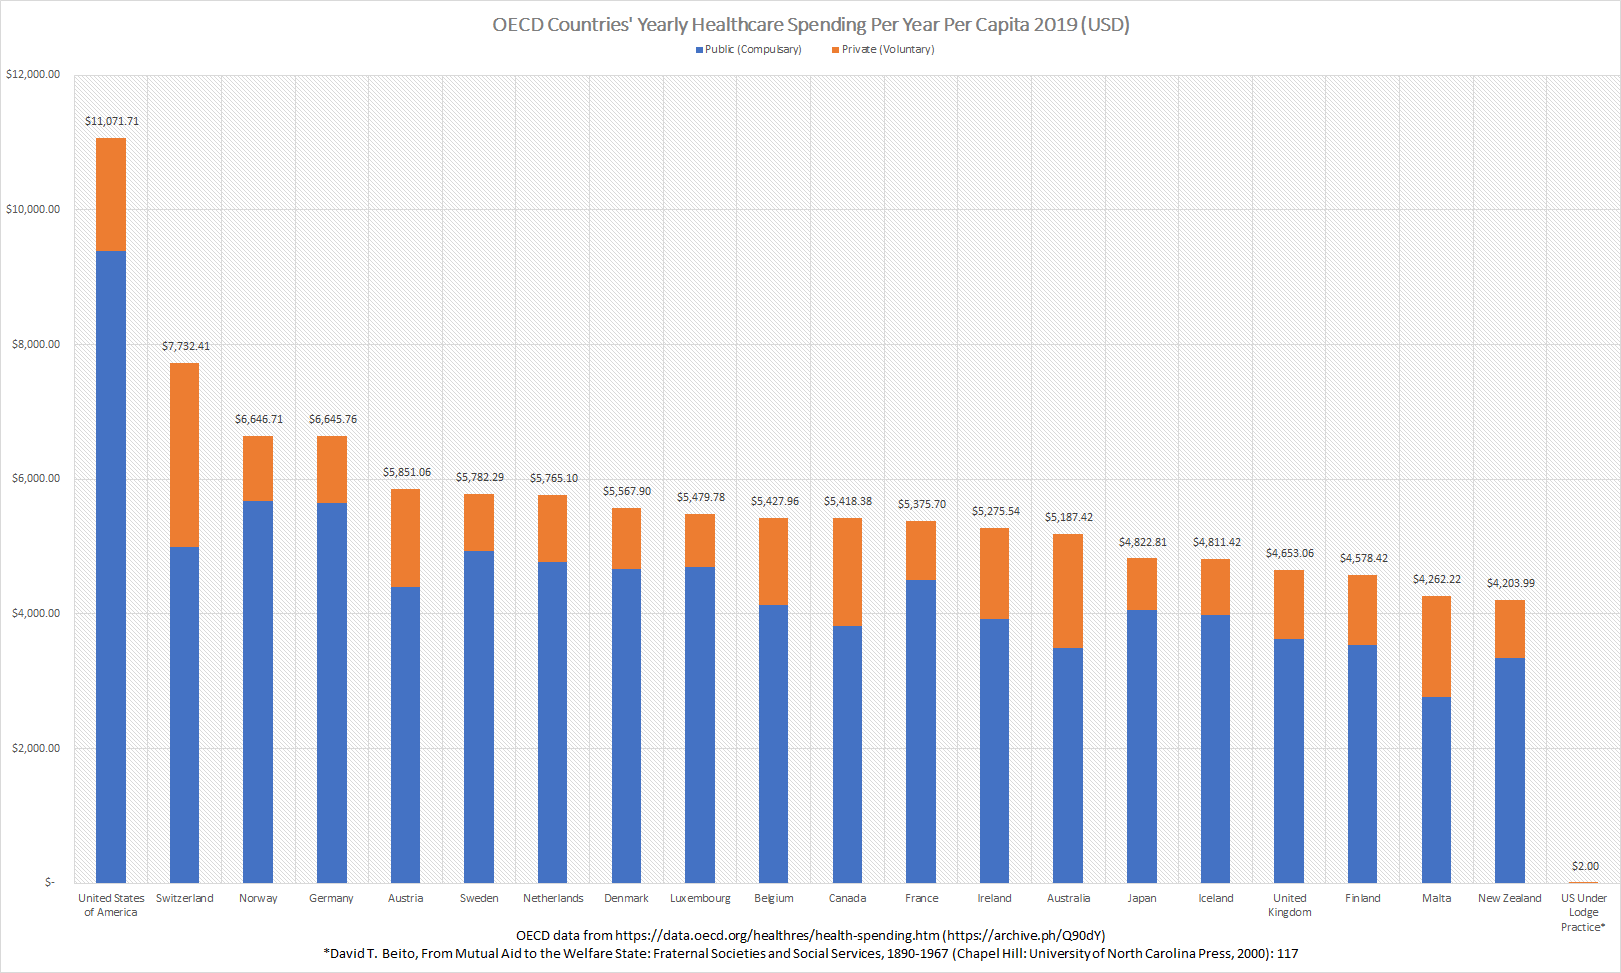 OECD Countries' Yearly Healthcare Spending Per Year Per Capita 2019 (USD)
Public (Compulsary) Private (Voluntary)
$12,000.00
$10,000.00
$8,000.00
$6,000.00
$4,000.00
$2,000.00
$-
$11,071.71
$7,732.41
$6,646.71
$6,645.76
$5,851.06
$5,782.29
$5,765.10
$5,567.90
$5,479.78
$5,427.96
$5,418.38
$5,375.70
$5,275.54
$5,187.42
$4,822.81
$4,811.42
$4,653.06
$4,578.42
$4,262.22
$4,203.99
$2.00
United States
of America
Switzerland
Norway
Germany
Austria
Sweden
Netherlands
Denmark
Luxembourg
Belgium
Canada
France
Ireland
Australia
Japan
Iceland
United
Kingdom
Finland
Malta
New Zealand
US Under
Lodge
Practice*
OECD data from https://data.oecd.org/healthres/health-spending.htm (https://archive.ph/Q90dY)
*David T. Beito, From Mutual Aid to the Welfare State: Fraternal Societies and Social Services, 1890-1967 (Chapel Hill: University of North Carolina Press, 2000): 117